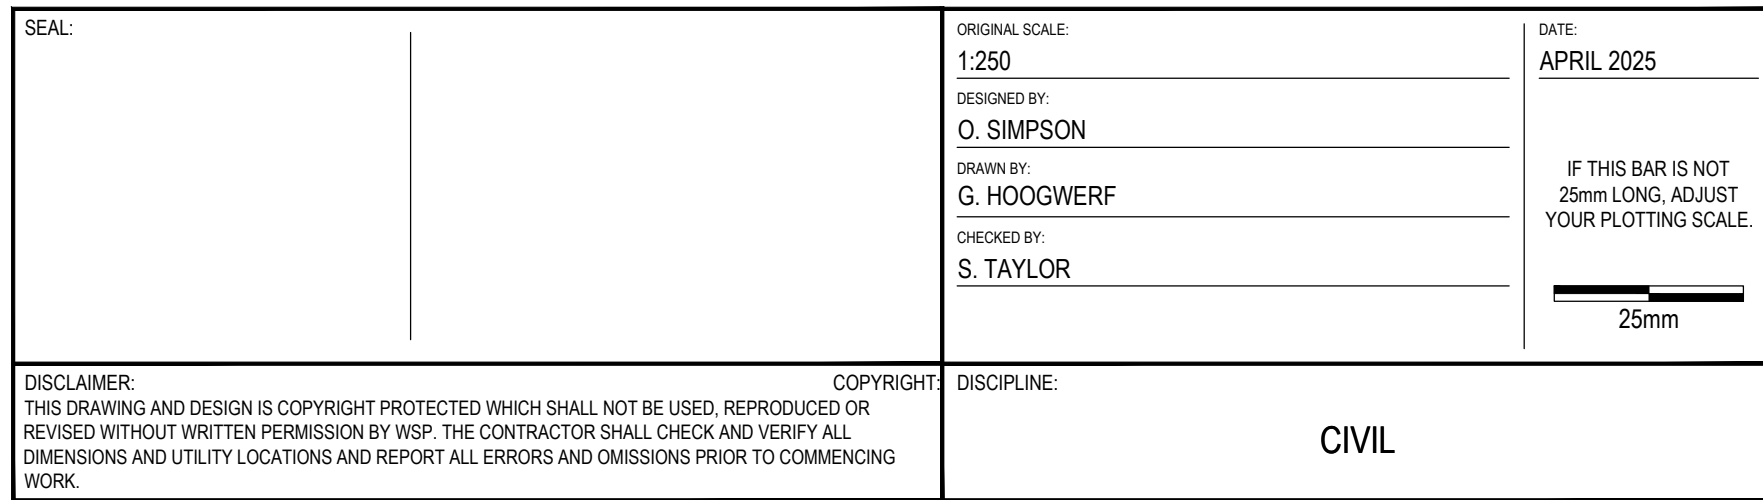 SEAL:
ORIGINAL SCALE:
1:250
DATE:
APRIL 2025
DESIGNED BY:
O. SIMPSON
DRAWN BY:
G. HOOGWERF
CHECKED BY:
S. TAYLOR
IF THIS BAR IS NOT
25mm LONG, ADJUST
YOUR PLOTTING SCALE.
25mm
DISCLAIMER:
COPYRIGHT:
THIS DRAWING AND DESIGN IS COPYRIGHT PROTECTED WHICH SHALL NOT BE USED, REPRODUCED OR
REVISED WITHOUT WRITTEN PERMISSION BY WSP. THE CONTRACTOR SHALL CHECK AND VERIFY ALL
DIMENSIONS AND UTILITY LOCATIONS AND REPORT ALL ERRORS AND OMISSIONS PRIOR TO COMMENCING
WORK.
DISCIPLINE:
CIVIL